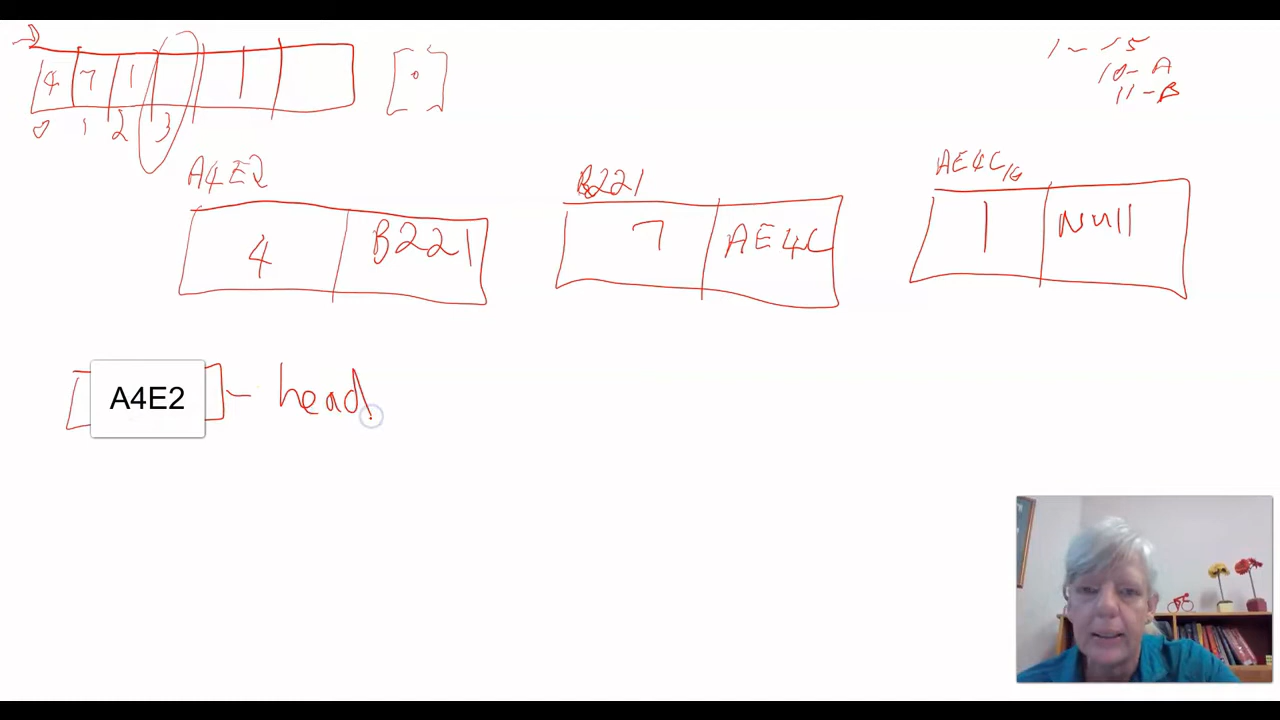 4 7 1
0 1 2 3
1 - 15
10 - A
11 - B
A4E2
4 B221
B221
7 AE4C
AE4C16
1 Null
A4E2 - head